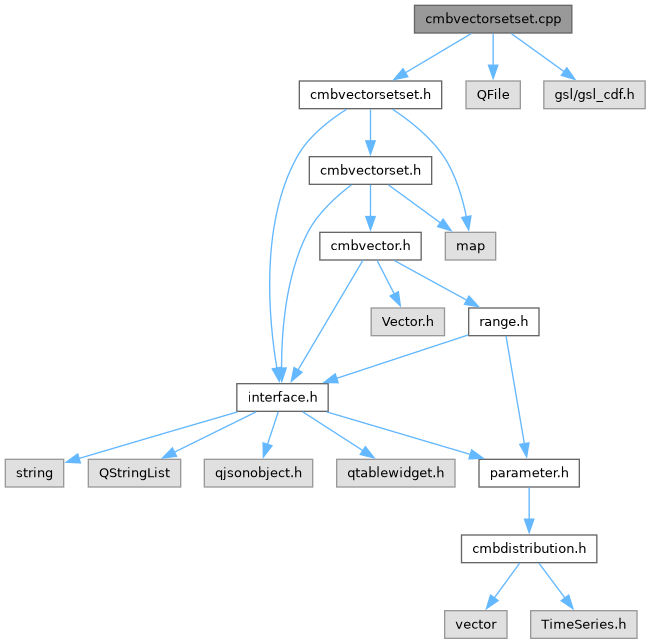 cmbvectorsetset.cpp
cmbvectorsetset.h
QFile
gsl/gsl_cdf.h
cmbvectorset.h
cmbvector.h
map
Vector.h
range.h
interface.h
string
QStringList
qjsonobject.h
qtablewidget.h
parameter.h
cmbdistribution.h
vector
TimeSeries.h